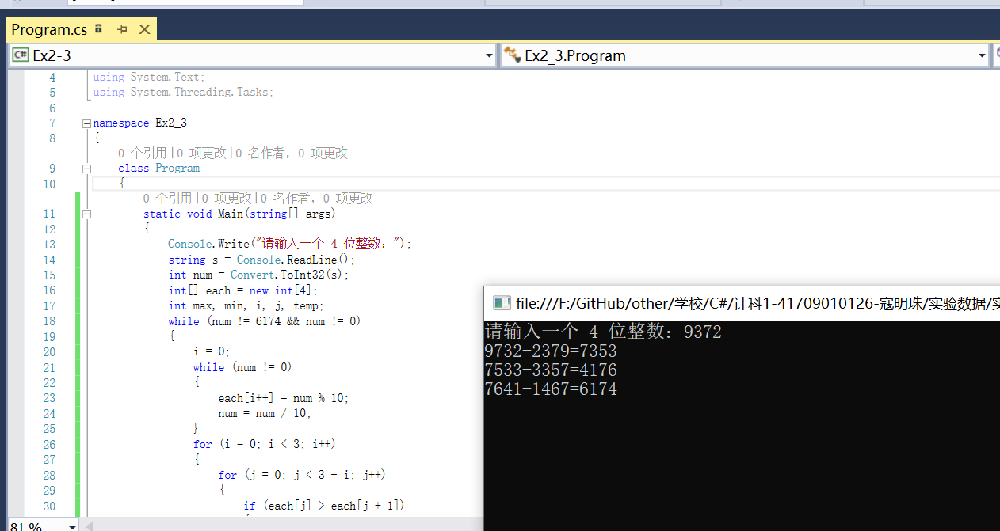 Program.cs
C# Ex2-3
Ex2_3.Program
4 using System.Text;
5 using System.Threading.Tasks;
6
7 namespace Ex2_3
8 {
0 个引用|0 项更改|0 名作者, 0 项更改
9 class Program
10 {
0 个引用|0 项更改|0 名作者, 0 项更改
11 static void Main(string[] args)
12 {
13 Console.Write("请输入一个 4 位整数: ");
14 string s = Console.ReadLine();
15 int num = Convert.ToInt32(s);
16 int[] each = new int[4];
17 int max, min, i, j, temp;
18 while (num != 6174 && num != 0)
19 {
20 i = 0;
21 while (num != 0)
22 {
23 each[i++] = num % 10;
24 num = num / 10;
25 }
26 for (i = 0; i < 3; i++)
27 {
28 for (j = 0; j < 3 - i; j++)
29 {
30 if (each[j] > each[j + 1])
81 %
file:///F:/GitHub/other/学校/C#/计科1-41709010126-寇明珠/实验数据/
请输入一个 4 位整数: 9372
9732-2379=7353
7533-3357=4176
7641-1467=6174